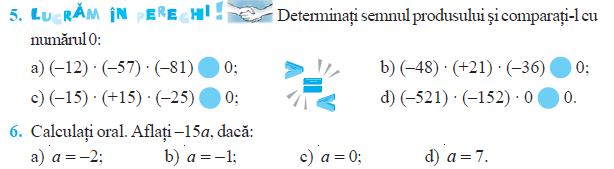 5. LUCRĂM ÎN PERECHI! Determinați semnul produsului și comparați-l cu
numărul 0:
a) (–12) · (–57) · (–81) 0; b) (–48) · (+21) · (–36) 0;
c) (–15) · (+15) · (–25) 0; d) (–521) · (–152) · 0 0.
6. Calculați oral. Aflați –15a, dacă:
a) a = –2; b) a = –1; c) a = 0; d) a = 7.